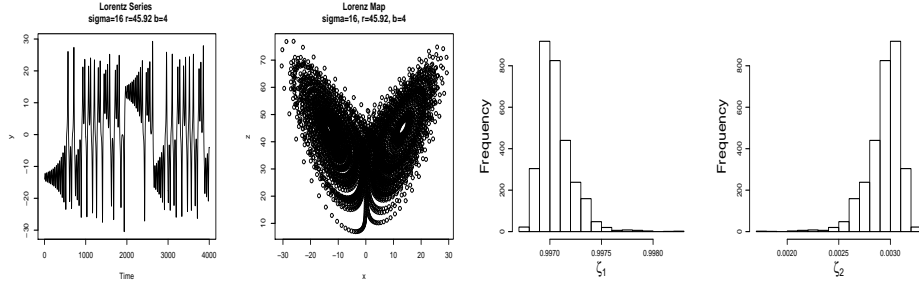 Lorentz Series
sigma=16 r=45.92 b=4
y
30
20
10
0
−10
−20
−30
0 1000 2000 3000 4000
Time
Lorenz Map
sigma=16, r=45.92, b=4
z
70
60
50
40
30
20
10
−30 −20 −10 0 10 20 30
x
Frequency
800
600
400
200
0
0.9970 0.9975 0.9980
ζ1
Frequency
800
600
400
200
0
0.0020 0.0025 0.0030
ζ2